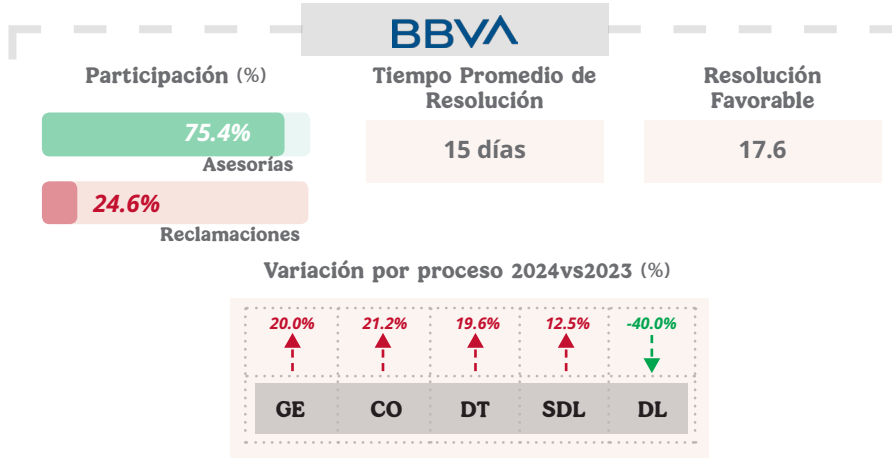 BBVA
Participación (%)
75.4%
Asesorías
24.6%
Reclamaciones
Tiempo Promedio de
Resolución
15 días
Resolución
Favorable
17.6
Variación por proceso 2024vs2023 (%)
20.0% 21.2% 19.6% 12.5% -40.0%
GE CO DT SDL DL